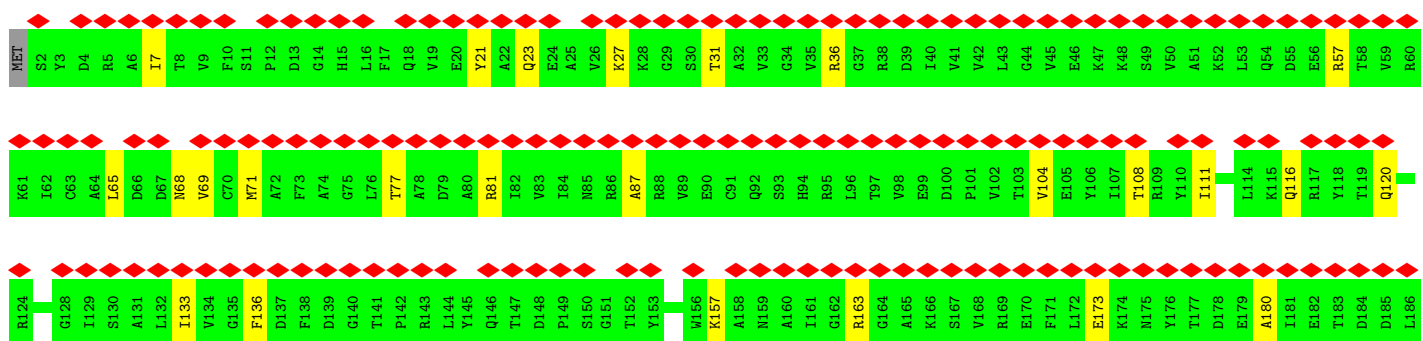 MET S2 Y3 D4 R5 A6 I7 T8 V9 F10 S11 P12 D13 G14 H15 L16 F17 Q18 V19 E20 Y21 A22 Q23 E24 A25 V26 K27 K28 G29 S30 T31 A32 V33 G34 V35 R36 G37 R38 D39 I40 V41 V42 L43 G44 V45 E46 K47 K48 S49 V50 A51 K52 L53 Q54 D55 E56 R57 T58 V59 R60
K61 I62 C63 A64 L65 D66 D67 N68 V69 C70 M71 A72 F73 A74 G75 L76 T77 A78 D79 A80 R81 I82 V83 I84 N85 R86 A87 R88 V89 E90 C91 Q92 S93 H94 R95 L96 T97 V98 E99 D100 P101 V102 T103 V104 E105 Y106 I107 T108 R109 Y110 I111 L114 K115 Q116 R117 Y118 T119 Q120
R124 G128 I129 S130 A131 L132 I133 V134 G135 F136 D137 F138 D139 G140 T141 P142 R143 L144 Y145 Q146 T147 D148 P149 S150 G151 T152 Y153 W156 K157 A158 N159 A160 I161 G162 R163 G164 A165 K166 S167 V168 R169 E170 F171 L172 E173 K174 N175 Y176 T177 D178 E179 A180 I181 E182 T183 D184 D185 L186